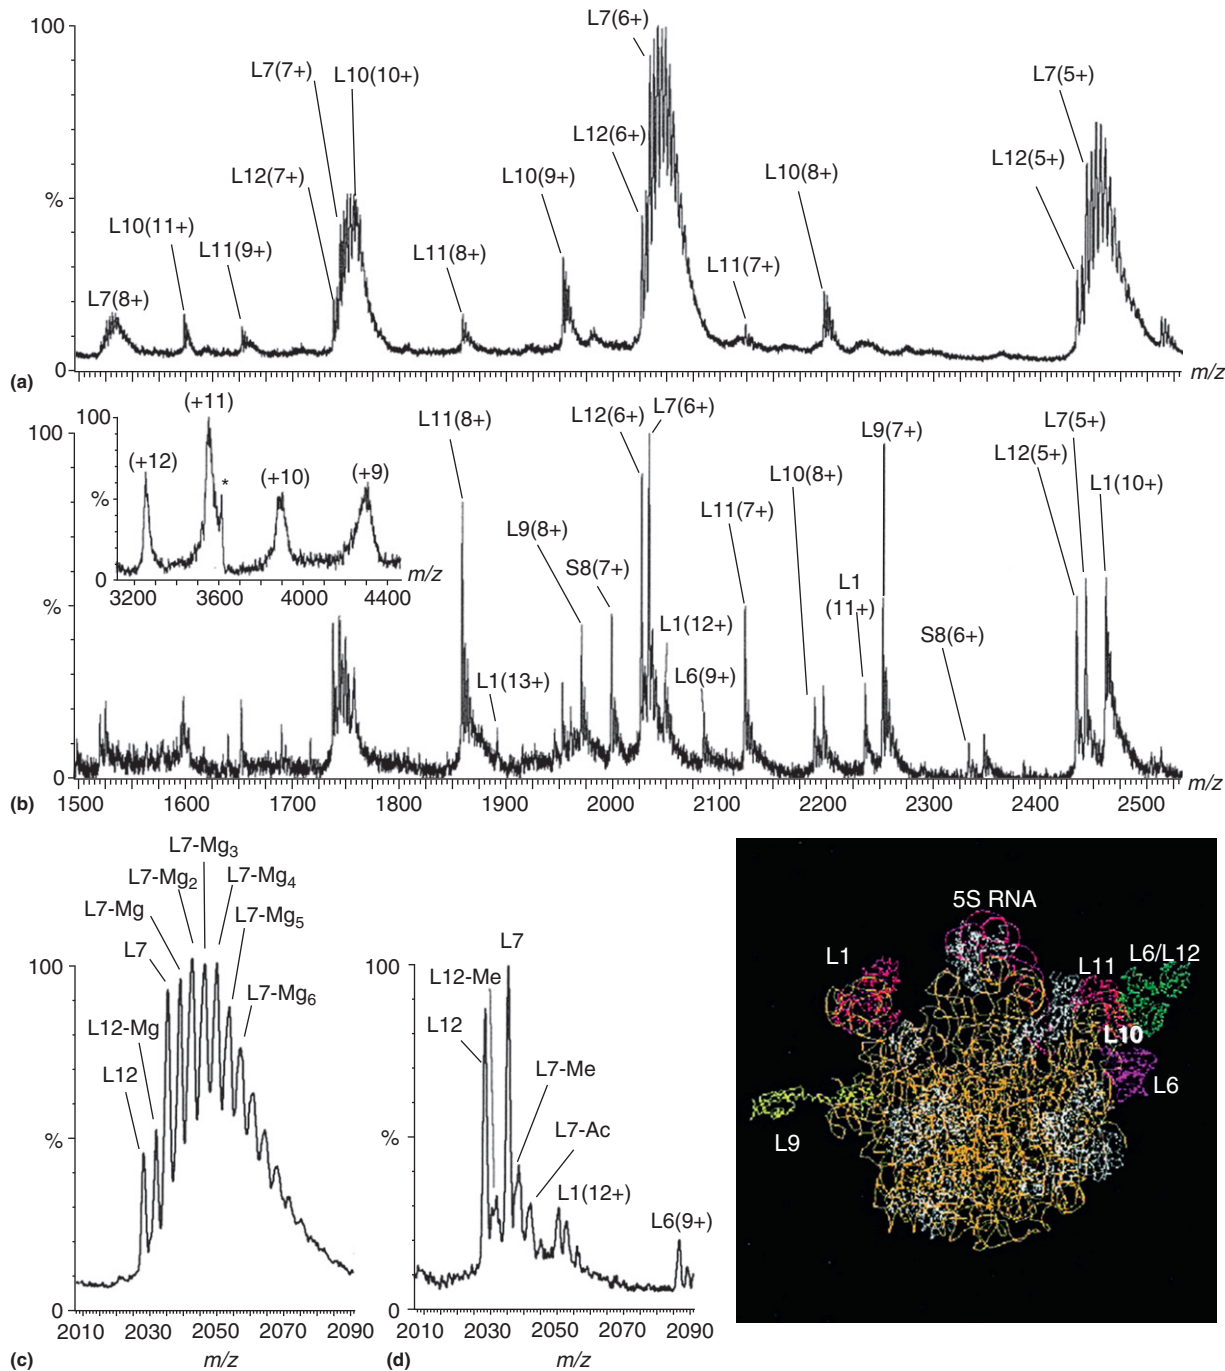 100
%
0
L7(8+)
L10(11+)
L11(9+)
L12(7+)
L7(7+)
L10(10+)
L11(8+)
L10(9+)
L12(6+)
L7(6+)
L11(7+)
L10(8+)
L12(5+)
L7(5+)
m/z
(a)
100
%
0
100
%
0
(+12)
(+11)
*
(+10)
(+9)
3200 3600 4000 4400
m/z
L11(8+)
L1(13+)
L9(8+)
S8(7+)
L12(6+)
L7(6+)
L1(12+)
L6(9+)
L11(7+)
L10(8+)
L1
(11+)
L9(7+)
S8(6+)
L12(5+)
L7(5+)
L1(10+)
1500 1600 1700 1800 1900 2000 2100 2200 2300 2400 2500
m/z
(b)
100
%
0
L12
L12-Mg
L7
L7-Mg
L7-Mg2
L7-Mg3
L7-Mg4
L7-Mg5
L7-Mg6
2010 2030 2050 2070 2090
m/z
(c)
100
%
0
L12
L12-Me
L7
L7-Me
L7-Ac
L1(12+)
L6(9+)
2010 2030 2050 2070 2090
m/z
(d)
5S RNA
L1
L11
L6/L12
L10
L6
L9